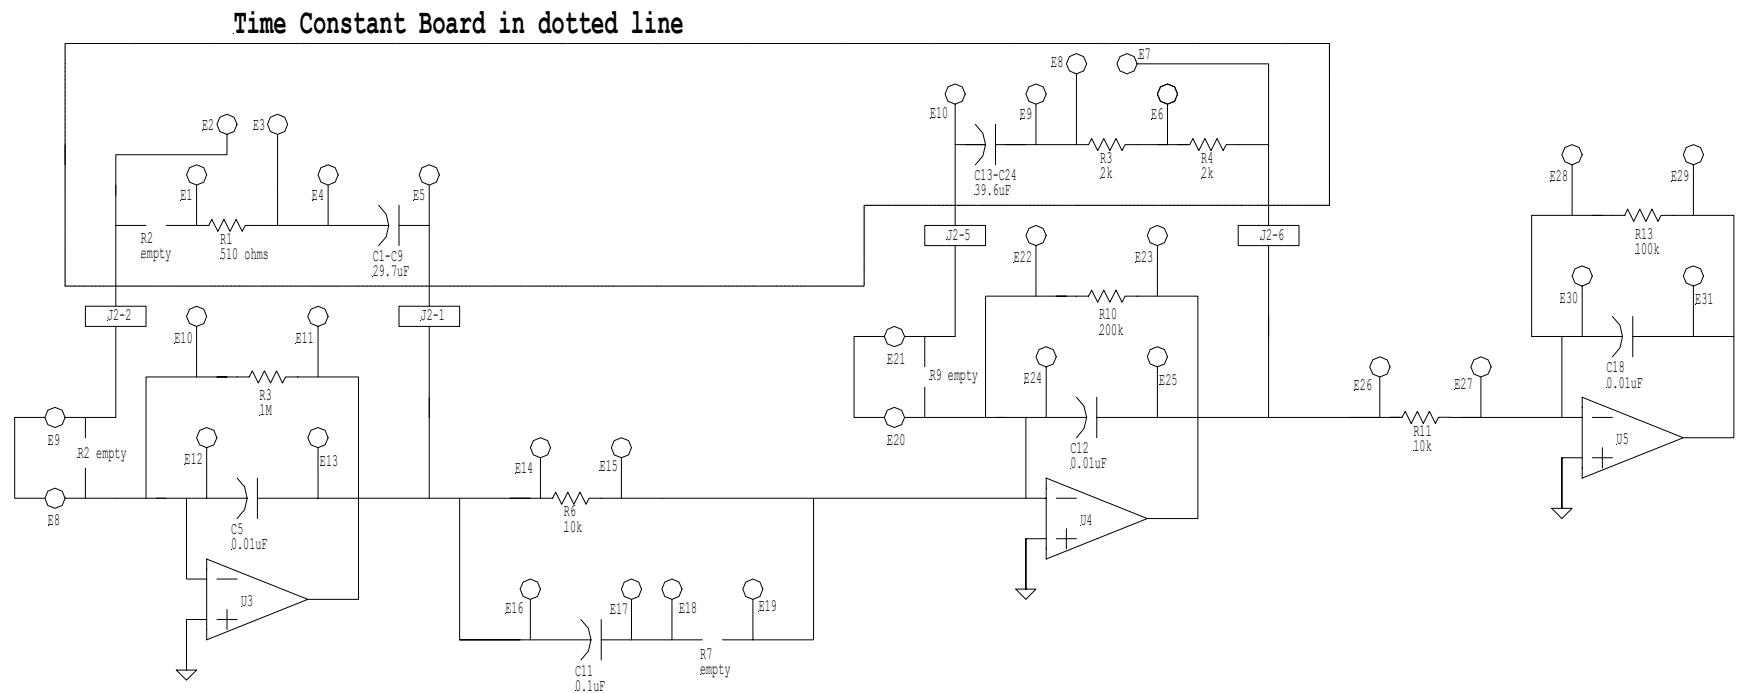 Time Constant Board in dotted line
E8
E7
E10
E9
E6
E2
E3
R3
2k
R4
2k
C13-C24
39.6uF
E28
E29
E1
E4
E5
R2
empty
R1
510 ohms
C1-C9
29.7uF
J2-5
J2-6
R13
100k
E22
E23
E30
E31
J2-2
J2-1
R10
200k
E10
E11
E21
R9 empty
E24
E25
C18
0.01uF
E26
E27
R3
1M
E9
E20
R11
10k
U5
R2 empty
E12
E13
C12
0.01uF
E14
E15
E8
R6
10k
U4
C5
0.01uF
U3
E16
E17
E18
E19
C11
0.1uF
R7
empty